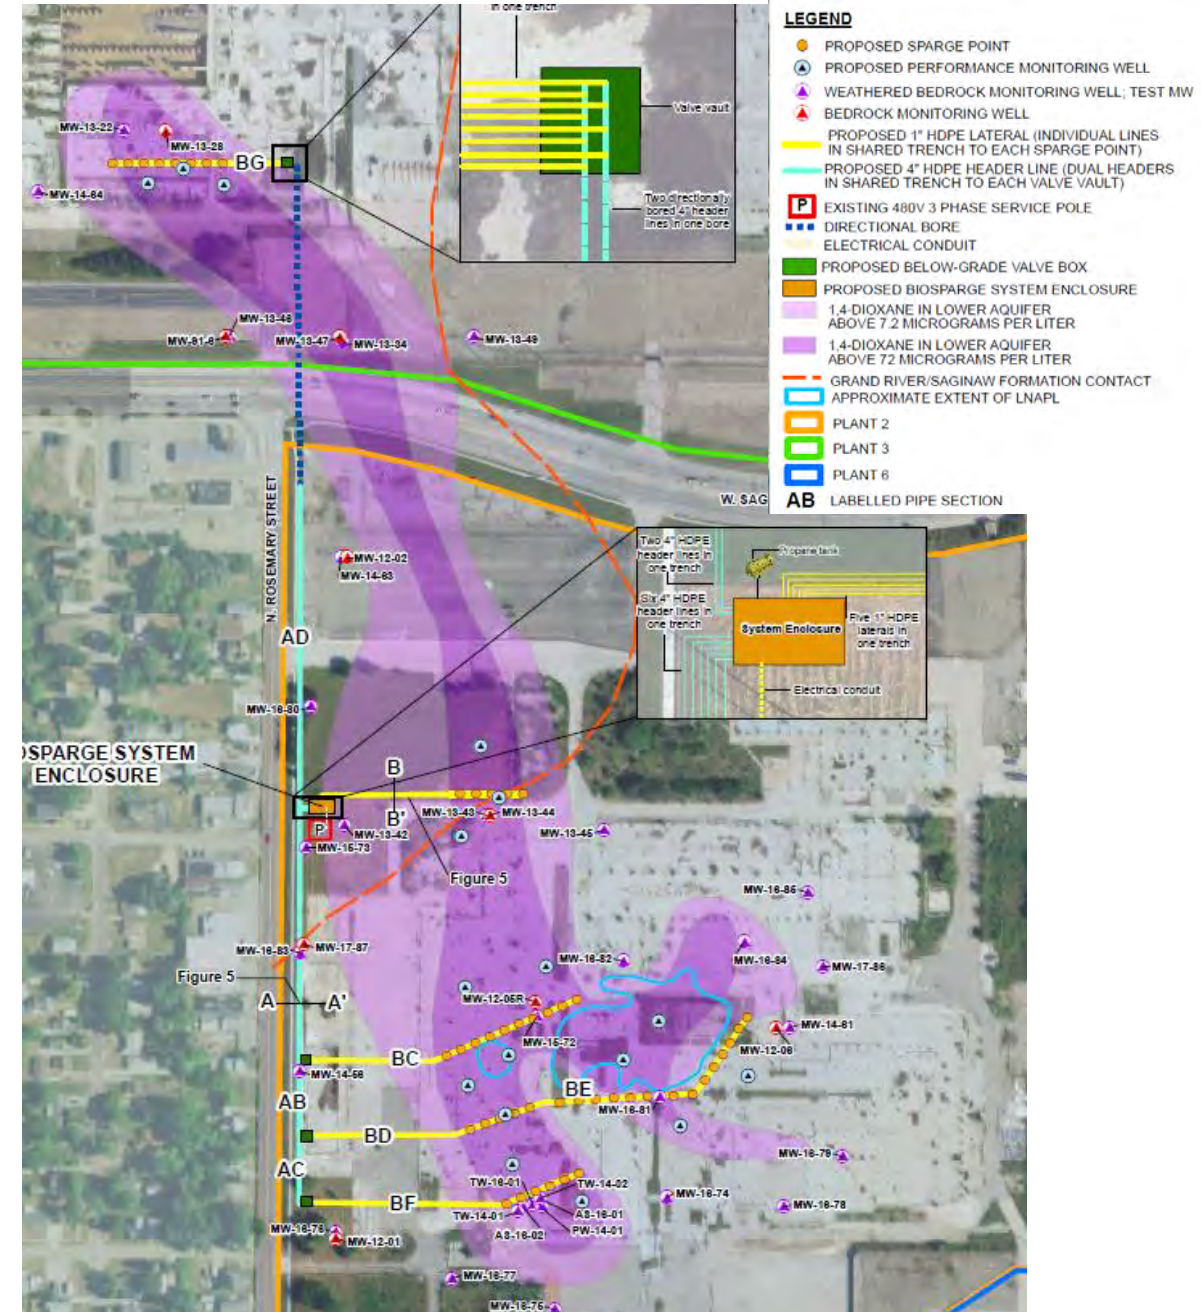 in one trench
Valve vault
Two directionally
bored 4" header
lines in one bore
LEGEND
PROPOSED SPARGE POINT
PROPOSED PERFORMANCE MONITORING WELL
WEATHERED BEDROCK MONITORING WELL; TEST MW
BEDROCK MONITORING WELL
PROPOSED 1" HDPE LATERAL (INDIVIDUAL LINES
IN SHARED TRENCH TO EACH SPARGE POINT)
PROPOSED 4" HDPE HEADER LINE (DUAL HEADERS
IN SHARED TRENCH TO EACH VALVE VAULT)
P EXISTING 480V 3 PHASE SERVICE POLE
DIRECTIONAL BORE
ELECTRICAL CONDUIT
PROPOSED BELOW-GRADE VALVE BOX
PROPOSED BIOSPARGE SYSTEM ENCLOSURE
1,4-DIOXANE IN LOWER AQUIFER
ABOVE 7.2 MICROGRAMS PER LITER
1,4-DIOXANE IN LOWER AQUIFER
ABOVE 72 MICROGRAMS PER LITER
GRAND RIVER/SAGINAW FORMATION CONTACT
APPROXIMATE EXTENT OF LNAPL
PLANT 2
PLANT 3
PLANT 6
AB LABELLED PIPE SECTION
MW-13-22
MW-13-28
BG
MW-14-64
MW-13-46
MW-91-6
MW-13-47
MW-13-34
MW-13-49
W. SAG
N. ROSEMARY STREET
MW-12-02
MW-14-63
Two 4" HDPE
header lines in
one trench
Propane tank
Six 4" HDPE
header lines in
one trench
System Enclosure
Five 1" HDPE
laterals in
one trench
Electrical conduit
AD
MW-16-80
OSPARGE SYSTEM
ENCLOSURE
B
B'
P
MW-13-42
MW-13-43
MW-13-44
MW-13-45
MW-15-73
Figure 5
MW-16-85
MW-16-83
MW-17-87
MW-16-82
MW-16-84
MW-17-86
Figure 5
A
A'
MW-12-05R
MW-15-72
MW-14-61
MW-12-06
BC
MW-14-56
BE
AB
MW-16-81
BD
MW-16-79
AC
TW-16-01
TW-14-02
MW-16-74
BF
MW-16-78
TW-14-01
AS-16-01
AS-16-02
PW-14-01
MW-16-76
MW-12-01
MW-16-77
MW-16-75